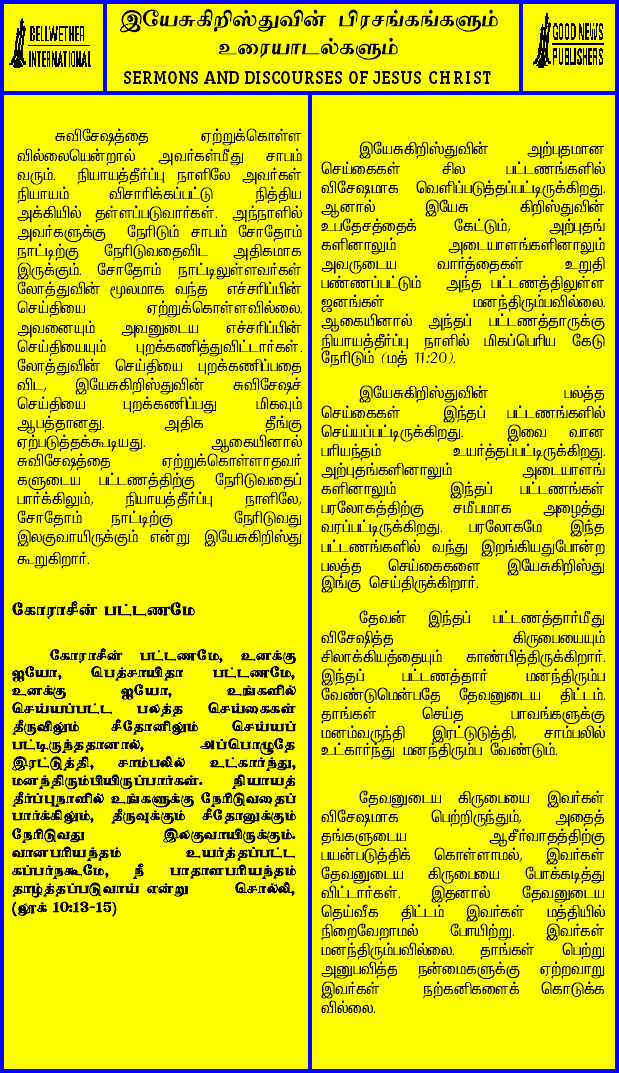 BELLWETHER
INTERNATIONAL
இயேசுகிறிஸ்துவின் பிரசங்கங்களும்
உரையாடல்களும்
SERMONS AND DISCOURSES OF JESUS CHRIST
GOOD NEWS
PUBLISHERS
சுவிசேஷத்தை ஏற்றுக்கொள்ள
வில்லையென்றால் அவர்கள்மீது சாபம்
வரும். நியாயத்தீர்ப்பு நாளிலே அவர்கள்
நியாயம் விசாரிக்கப்பட்டு நித்திய
அக்கியில் தள்ளப்படுவார்கள். அந்நாளில்
அவர்களுக்கு நேரிடும் சாபம் சோதோம்
நாட்டிற்கு நேரிடுவதைவிட அதிகமாக
இருக்கும். சோதோம் நாட்டிலுள்ளவர்கள்
லோத்துவின் மூலமாக வந்த எச்சரிப்பின்
செய்தியை ஏற்றுக்கொள்ளவில்லை.
அவனையும் அவனுடைய எச்சரிப்பின்
செய்தியையும் புறக்கணித்துவிட்டார்கள்.
லோத்துவின் செய்தியை புறக்கணிப்பதை
விட, இயேசுகிறிஸ்துவின் சுவிசேஷச்
செய்தியை புறக்கணிப்பது மிகவும்
ஆபத்தானது. அதிக தீங்கு
ஏற்படுத்தக்கூடியது. ஆகையினால்
சுவிசேஷத்தை ஏற்றுக்கொள்ளாதவர்
களுடைய பட்டணத்திற்கு நேரிடுவதைப்
பார்க்கிலும், நியாயத்தீர்ப்பு நாளிலே,
சோதோம் நாட்டிற்கு நேரிடுவது
இலகுவாயிருக்கும் என்று இயேசுகிறிஸ்து
கூறுகிறார்.
கோராசீன் பட்டணமே
கோராசீன் பட்டணமே, உனக்கு
ஐயோ, பெத்சாயிதா பட்டணமே,
உனக்கு ஐயோ, உங்களில்
செய்யப்பட்ட பலத்த செய்கைகள்
தீருவிலும் சீதோனிலும் செய்யப்
பட்டிருந்ததானால், அப்பொழுதே
இரட்டுத்தி, சாம்பலில் உட்கார்ந்து,
மனந்திரும்பியிருப்பார்கள். நியாயத்
தீர்ப்புநாளில் உங்களுக்கு நேரிடுவதைப்
பார்க்கிலும், தீருவுக்கும் சீதோனுக்கும்
நேரிடுவது இலகுவாயிருக்கும்.
வானபரியந்தம் உயர்த்தப்பட்ட
கப்பர்நகூமே, நீ பாதாளபரியந்தம்
தாழ்த்தப்படுவாய் என்று சொல்லி,
(லூக் 10:13-15)
இயேசுகிறிஸ்துவின் அற்புதமான
செய்கைகள் சில பட்டணங்களில்
விசேஷமாக வெளிப்படுத்தப்பட்டிருக்கிறது.
ஆனால் இயேசு கிறிஸ்துவின்
உபதேசத்தைக் கேட்டும், அற்புதங்
களினாலும் அடையாளங்களினாலும்
அவருடைய வார்த்தைகள் உறுதி
பண்ணப்பட்டும் அந்த பட்டணத்திலுள்ள
ஜனங்கள் மனந்திரும்பவில்லை.
ஆகையினால் அந்தப் பட்டணத்தாருக்கு
நியாயத்தீர்ப்பு நாளில் மிகப்பெரிய கேடு
நேரிடும் (மத் 11:20).
இயேசுகிறிஸ்துவின் பலத்த
செய்கைகள் இந்தப் பட்டணங்களில்
செய்யப்பட்டிருக்கிறது. இவை வான
பரியந்தம் உயர்த்தப்பட்டிருக்கிறது.
அற்புதங்களினாலும் அடையாளங்
களினாலும் இந்தப் பட்டணங்கள்
பரலோகத்திற்கு சமீபமாக அழைத்து
வரப்பட்டிருக்கிறது. பரலோகமே இந்த
பட்டணங்களில் வந்து இறங்கியதுபோன்ற
பலத்த செய்கைகளை இயேசுகிறிஸ்து
இங்கு செய்திருக்கிறார்.
தேவன் இந்தப் பட்டணத்தார்மீது
விசேஷித்த கிருபையையும்
சிலாக்கியத்தையும் காண்பித்திருக்கிறார்.
இந்தப் பட்டணத்தார் மனந்திரும்ப
வேண்டுமென்பதே தேவனுடைய திட்டம்.
தாங்கள் செய்த பாவங்களுக்கு
மனம்வருந்தி இரட்டுடுத்தி, சாம்பலில்
உட்கார்ந்து மனந்திரும்ப வேண்டும்.
தேவனுடைய கிருபையை இவர்கள்
விசேஷமாக பெற்றிருந்தும், அதைத்
தங்களுடைய ஆசீர்வாதத்திற்கு
பயன்படுத்திக் கொள்ளாமல், இவர்கள்
தேவனுடைய கிருபையை போக்கடித்து
விட்டார்கள். இதனால் தேவனுடைய
தெய்வீக திட்டம் இவர்கள் மத்தியில்
நிறைவேறாமல் போயிற்று. இவர்கள்
மனந்திரும்பவில்லை. தாங்கள் பெற்று
அனுபவித்த நன்மைகளுக்கு ஏற்றவாறு
இவர்கள் நற்கனிகளைக் கொடுக்க
வில்லை.